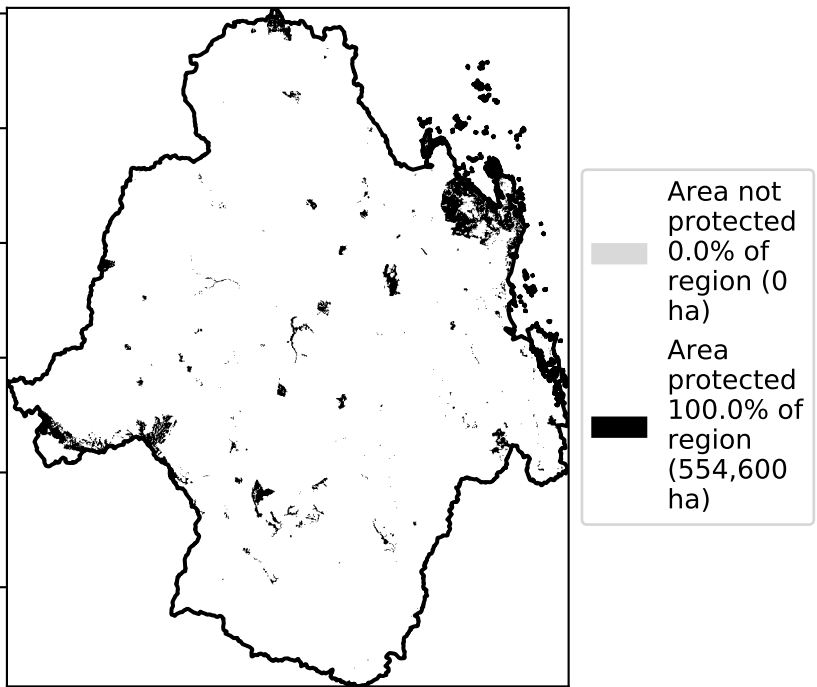 Area not
protected
0.0% of
region (0
ha)
Area
protected
100.0% of
region
(554,600
ha)